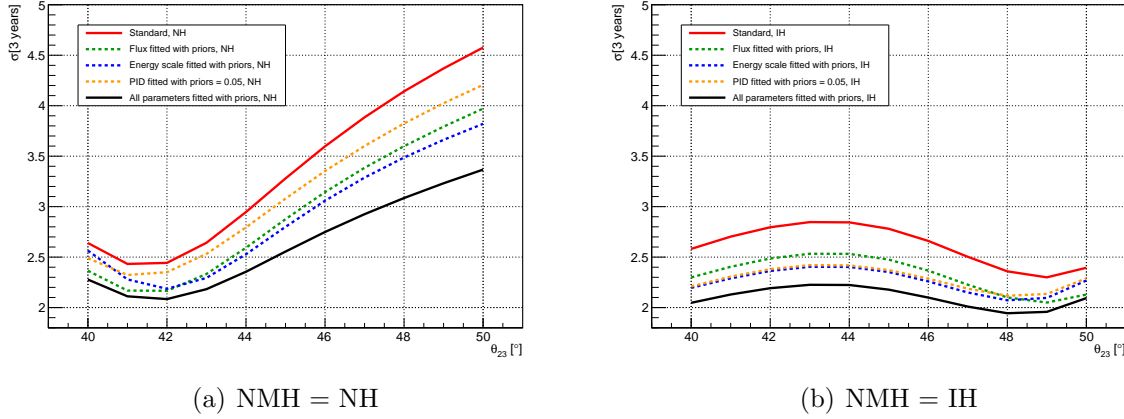 σ[3 years]
5
4.5
4
3.5
3
2.5
2
Standard, NH
Flux fitted with priors, NH
Energy scale fitted with priors, NH
PID fitted with priors = 0.05, NH
All parameters fitted with priors, NH
40 42 44 46 48 50
θ23 [°]
(a) NMH = NH
σ[3 years]
5
4.5
4
3.5
3
2.5
2
Standard, IH
Flux fitted with priors, IH
Energy scale fitted with priors, IH
PID fitted with priors = 0.05, IH
All parameters fitted with priors, IH
40 42 44 46 48 50
θ23 [°]
(b) NMH = IH